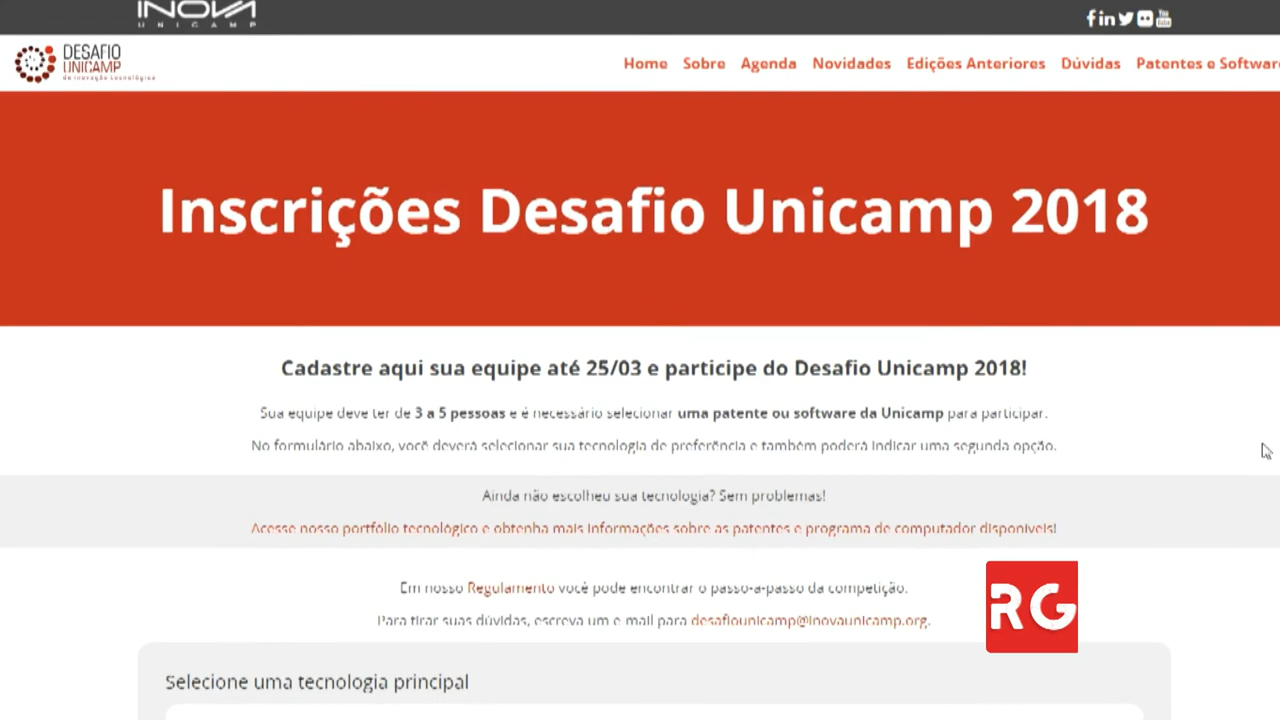 INOVA
UNICAMP
DESAFIO
UNICAMP
de inovação tecnológica
Home Sobre Agenda Novidades Edições Anteriores Dúvidas Patentes e Software
Inscrições Desafio Unicamp 2018
Cadastre aqui sua equipe até 25/03 e participe do Desafio Unicamp 2018!
Sua equipe deve ter de 3 a 5 pessoas e é necessário selecionar uma patente ou software da Unicamp para participar.
No formulário abaixo, você deverá selecionar sua tecnologia de preferência e também poderá indicar uma segunda opção.
Ainda não escolheu sua tecnologia? Sem problemas!
Acesse nosso portfólio tecnológico e obtenha mais informações sobre as patentes e programa de computador disponíveis!
Em nosso Regulamento você pode encontrar o passo-a-passo da competição.
Para tirar suas dúvidas, escreva um e-mail para desafiounicamp@inovaunicamp.org.
RG
Selecione uma tecnologia principal